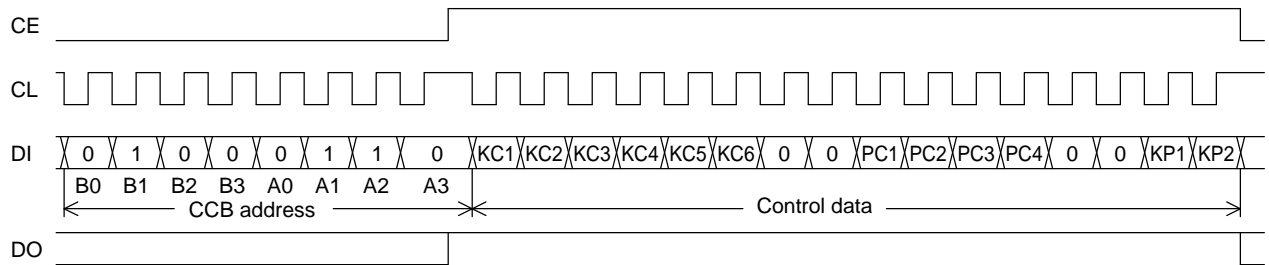 CE
CL
DI 0 1 0 0 0 1 1 0 KC1 KC2 KC3 KC4 KC5 KC6 0 0 PC1 PC2 PC3 PC4 0 0 KP1 KP2
B0 B1 B2 B3 A0 A1 A2 A3
CCB address Control data
DO